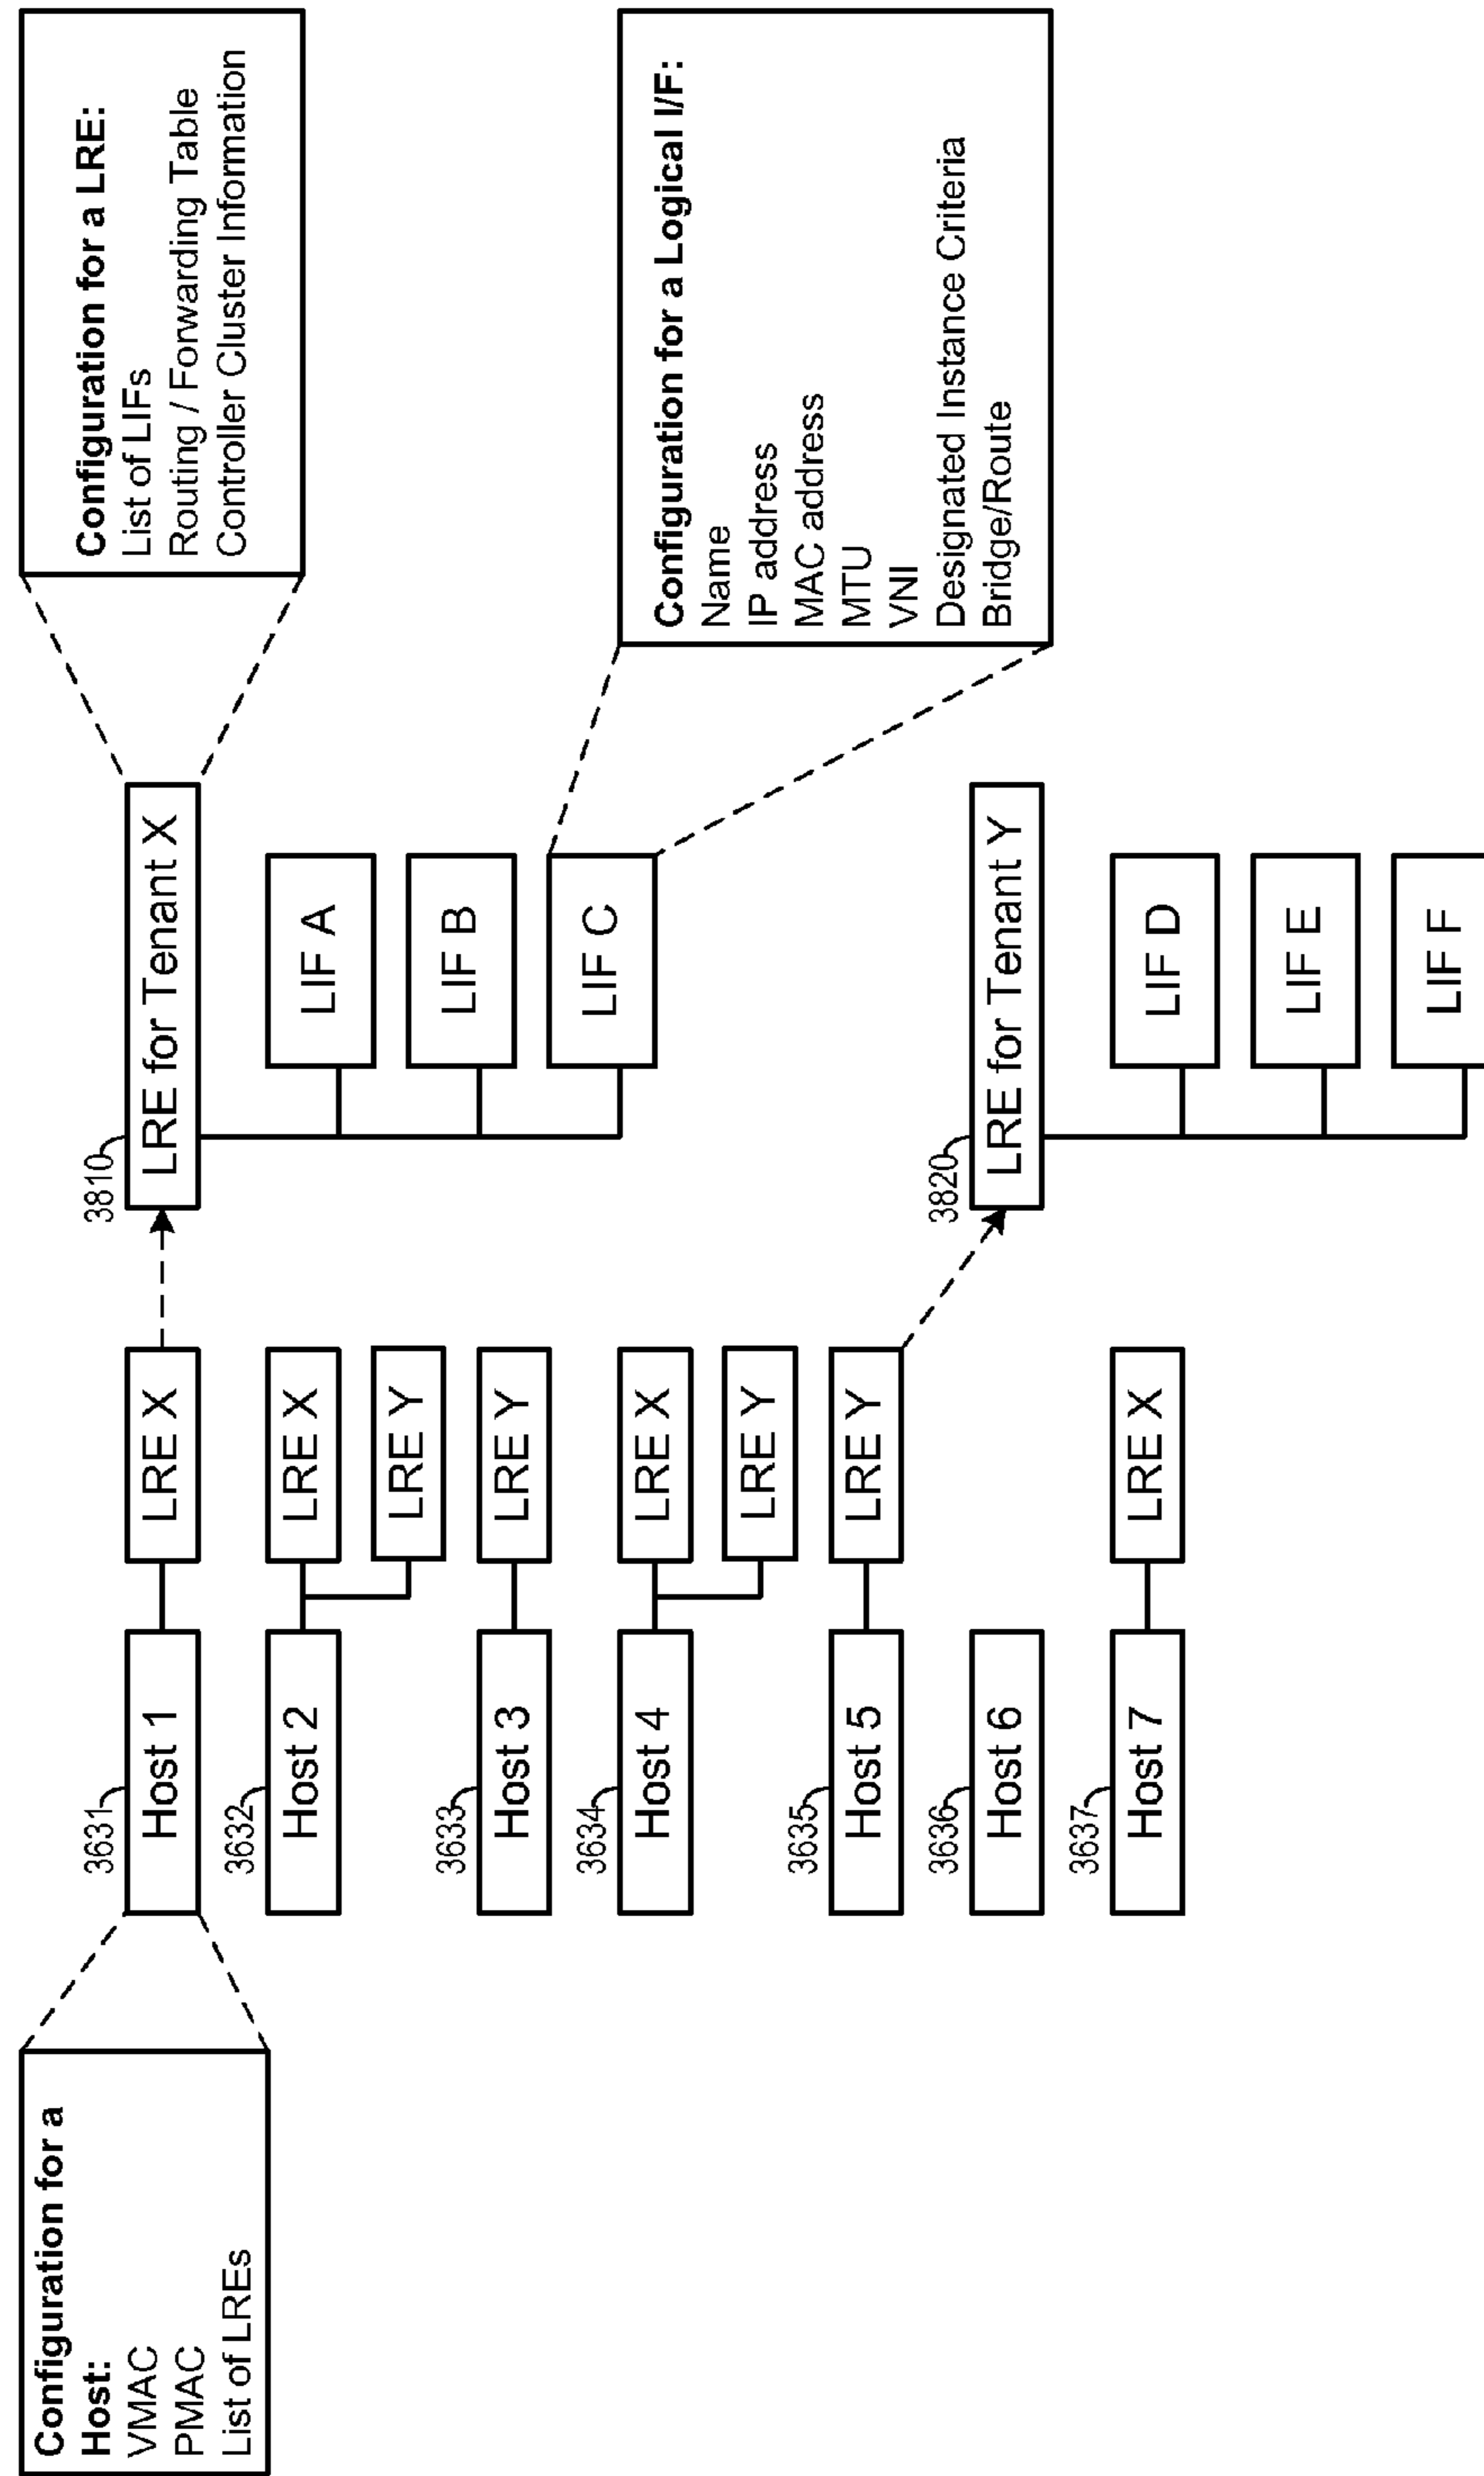 Configuration for a
Host:
VMAC
PMAC
List of LREs
3631
Host 1
LRE X
3632
Host 2
LRE X
LRE Y
3633
Host 3
LRE Y
3634
Host 4
LRE X
LRE Y
3635
Host 5
LRE Y
3636
Host 6
3637
Host 7
LRE X
3810
LRE for Tenant X
LIF A
LIF B
LIF C
3820
LRE for Tenant Y
LIF D
LIF E
LIF F
Configuration for a LRE:
List of LIFs
Routing / Forwarding Table
Controller Cluster Information
Configuration for a Logical I/F:
Name
IP address
MAC address
MTU
VNI
Designated Instance Criteria
Bridge/Route